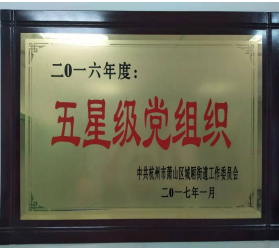 二〇一六年度：
五星级党组织
中共杭州市萧山区城厢街道工作委员会
二〇一七年一月